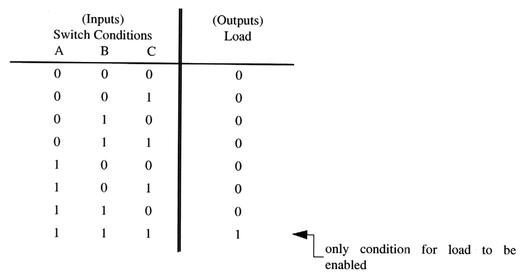 (Inputs) (Outputs)
Switch Conditions Load
A B C
0 0 0 0
0 0 1 0
0 1 0 0
0 1 1 0
1 0 0 0
1 0 1 0
1 1 0 0
1 1 1 1
only condition for load to be
enabled